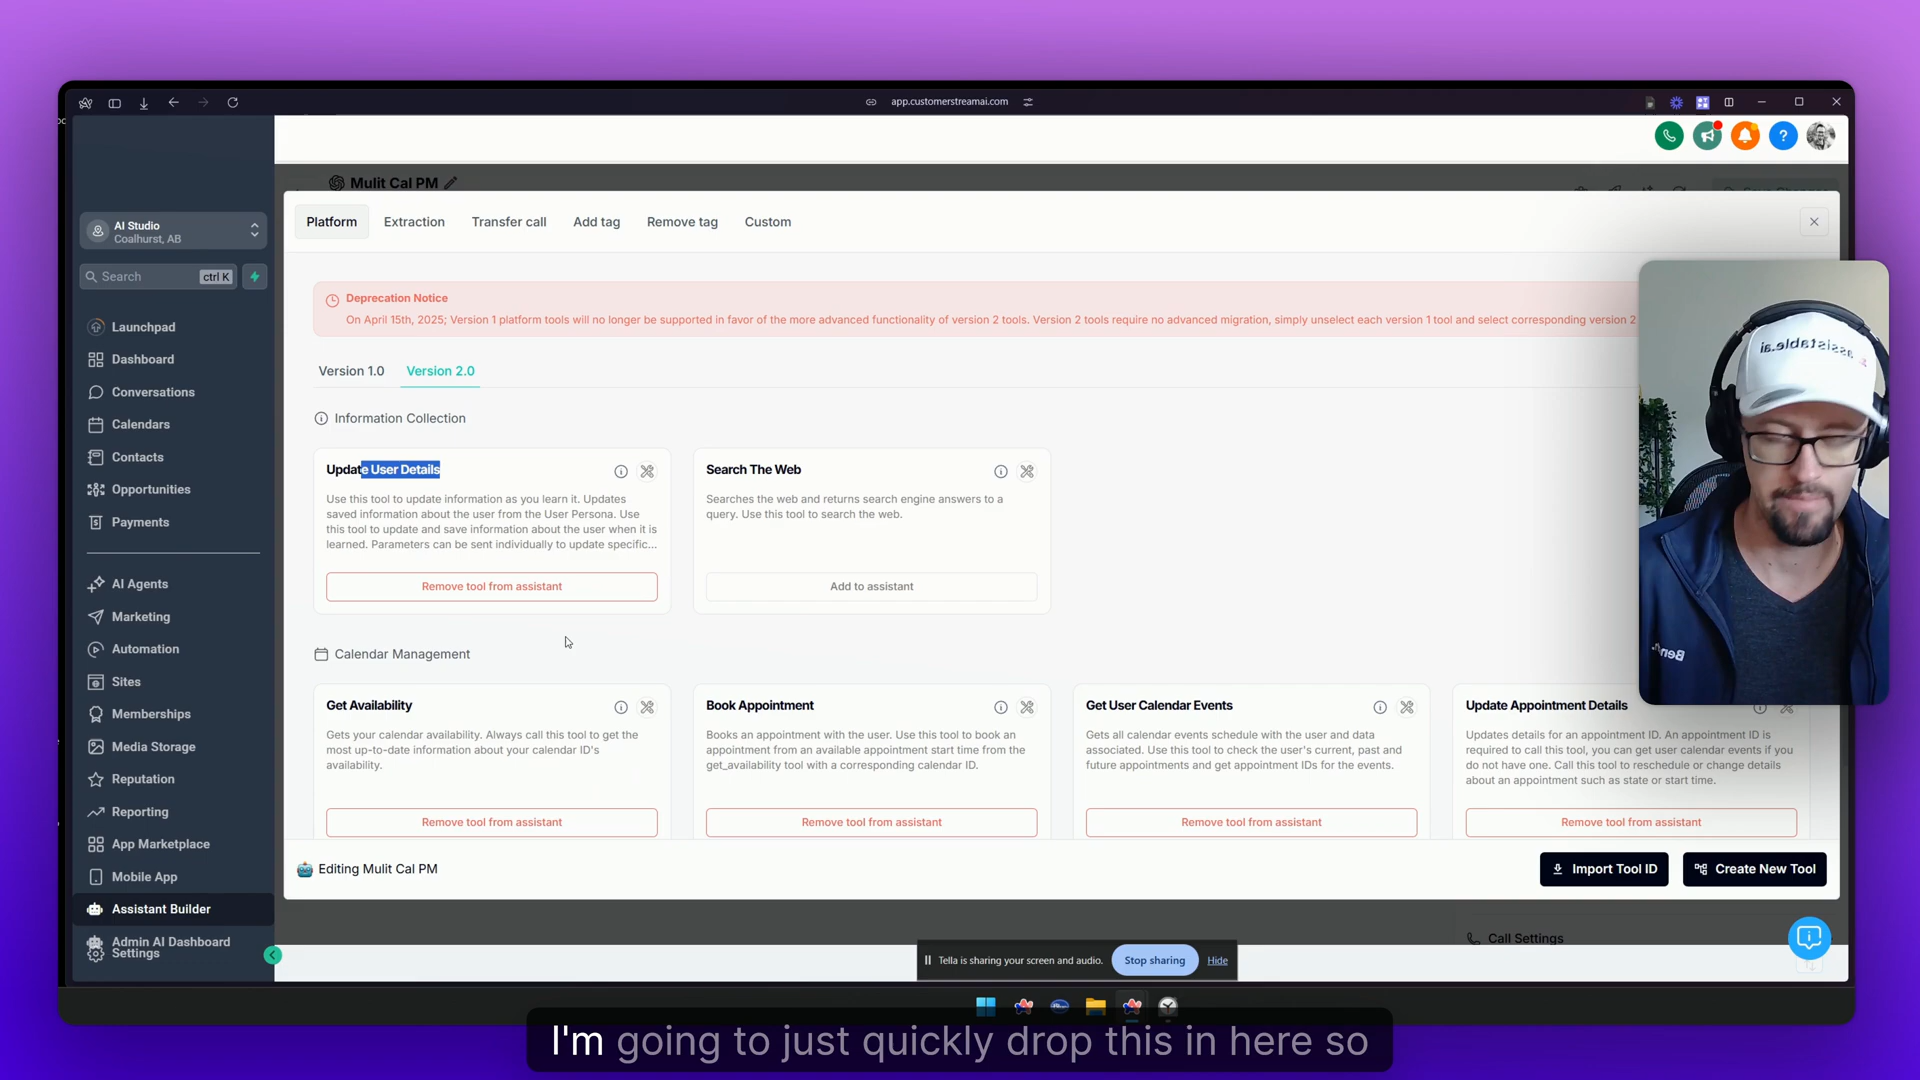 app.customerstreamai.com
AI Studio
Coalhurst, AB
Search
ctrl K
Launchpad
Dashboard
Conversations
Calendars
Contacts
Opportunities
Payments
AI Agents
Marketing
Automation
Sites
Memberships
Media Storage
Reputation
Reporting
App Marketplace
Mobile App
Assistant Builder
Admin AI Dashboard
Settings
Mulit Cal PM
Platform
Extraction
Transfer call
Add tag
Remove tag
Custom
Deprecation Notice
On April 15th, 2025; Version 1 platform tools will no longer be supported in favor of the more advanced functionality of version 2 tools. Version 2 tools require no advanced migration, simply unselect each version 1 tool and select corresponding version 2
Version 1.0
Version 2.0
Information Collection
Update User Details
Use this tool to update information as you learn it. Updates
saved information about the user from the User Persona. Use
this tool to update and save information about the user when it is
learned. Parameters can be sent individually to update specific...
Remove tool from assistant
Search The Web
Searches the web and returns search engine answers to a
query. Use this tool to search the web.
Add to assistant
Calendar Management
Get Availability
Gets your calendar availability. Always call this tool to get the
most up-to-date information about your calendar ID's
availability.
Remove tool from assistant
Book Appointment
Books an appointment with the user. Use this tool to book an
appointment from an available appointment start time from the
get_availability tool with a corresponding calendar ID.
Remove tool from assistant
Get User Calendar Events
Gets all calendar events schedule with the user and data
associated. Use this tool to check the user's current, past and
future appointments and get appointment IDs for the events.
Remove tool from assistant
Update Appointment Details
Updates details for an appointment ID. An appointment ID is
required to call this tool, you can get user calendar events if you
do not have one. Call this tool to reschedule or change details
about an appointment such as state or start time.
Remove tool from assistant
Editing Mulit Cal PM
Import Tool ID
Create New Tool
Call Settings
Tella is sharing your screen and audio.
Stop sharing
Hide
assistable.ai
I'm going to just quickly drop this in here so